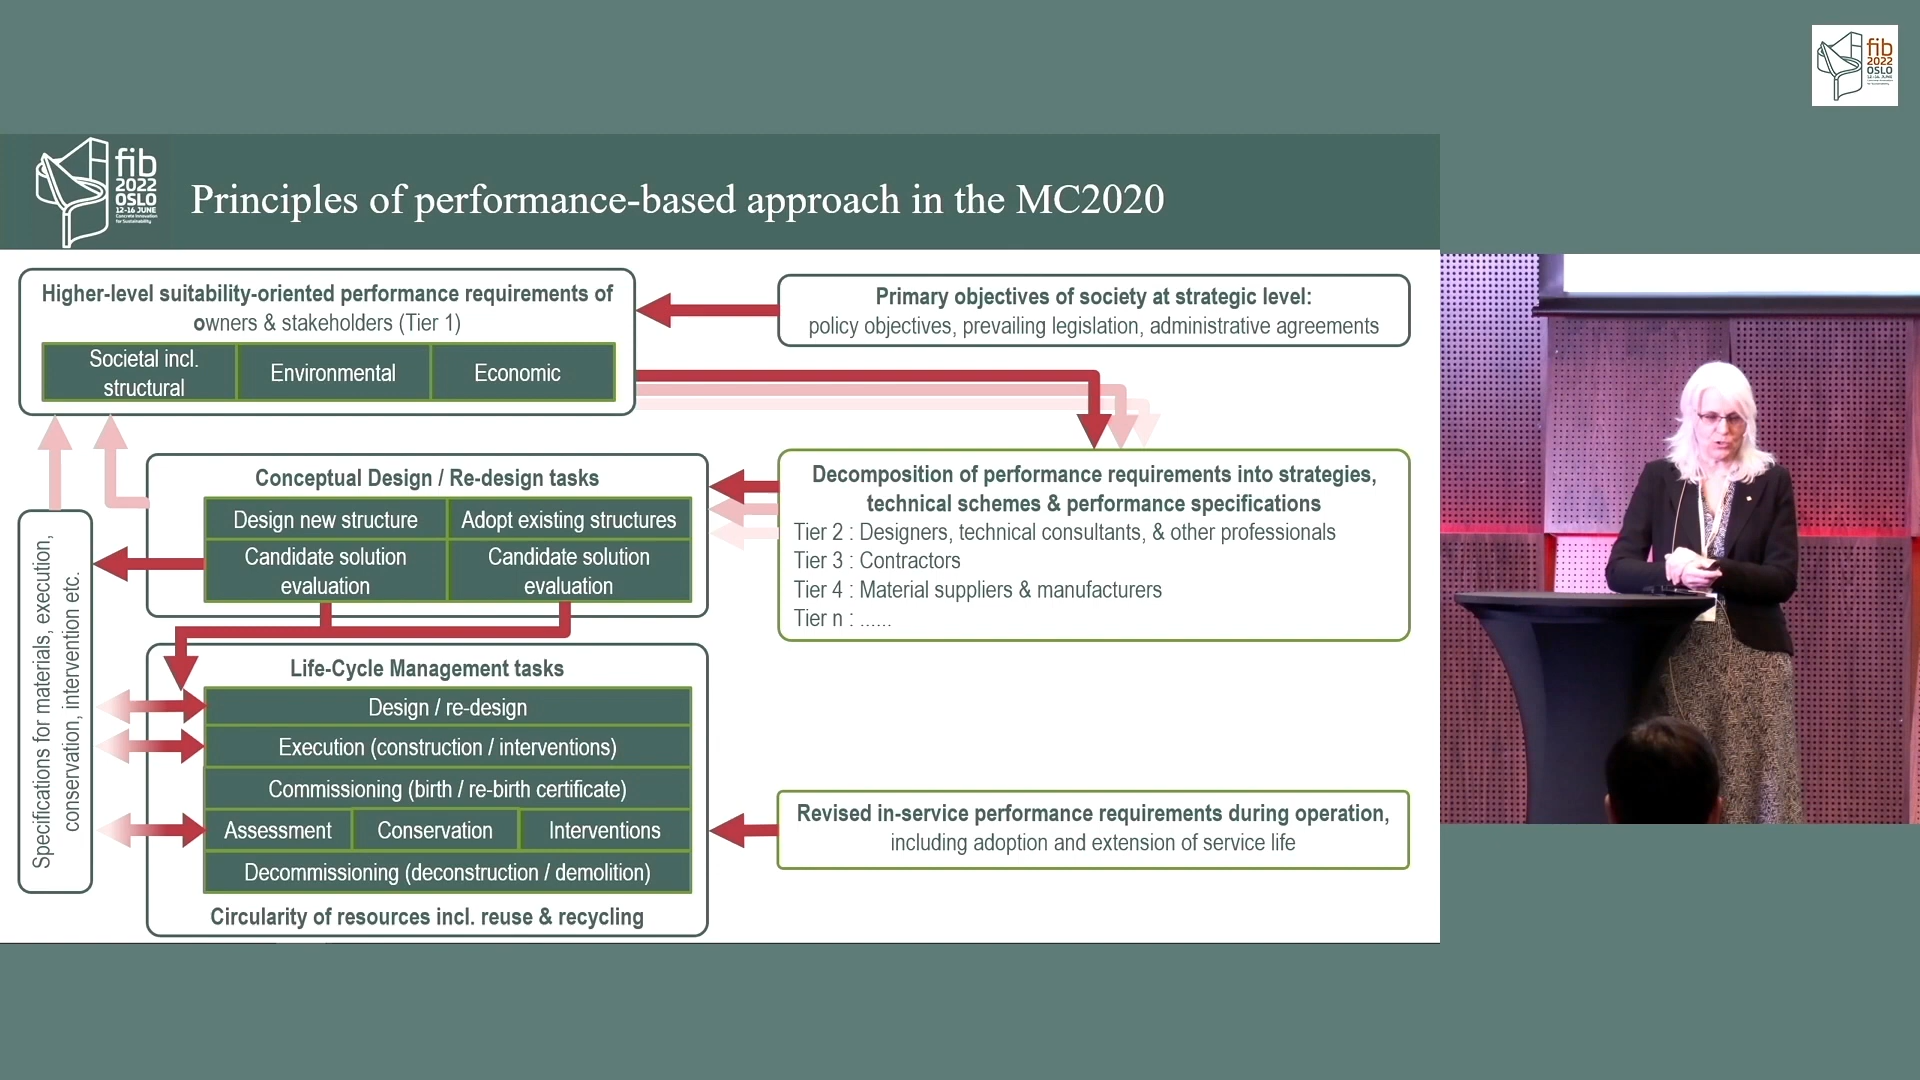 fib
2022
OSLO
12-16 JUNE
fib
2022
OSLO
12-16 JUNE
Concrete Innovation
for Sustainability
Principles of performance-based approach in the MC2020
Higher-level suitability-oriented performance requirements of
owners & stakeholders (Tier 1)
Societal incl.
structural
Environmental
Economic
Primary objectives of society at strategic level:
policy objectives, prevailing legislation, administrative agreements
Conceptual Design / Re-design tasks
Design new structure
Adopt existing structures
Candidate solution
evaluation
Candidate solution
evaluation
Decomposition of performance requirements into strategies,
technical schemes & performance specifications
Tier 2 : Designers, technical consultants, & other professionals
Tier 3 : Contractors
Tier 4 : Material suppliers & manufacturers
Tier n : ......
Specifications for materials, execution,
conservation, intervention etc.
Life-Cycle Management tasks
Design / re-design
Execution (construction / interventions)
Commissioning (birth / re-birth certificate)
Assessment
Conservation
Interventions
Decommissioning (deconstruction / demolition)
Circularity of resources incl. reuse & recycling
Revised in-service performance requirements during operation,
including adoption and extension of service life